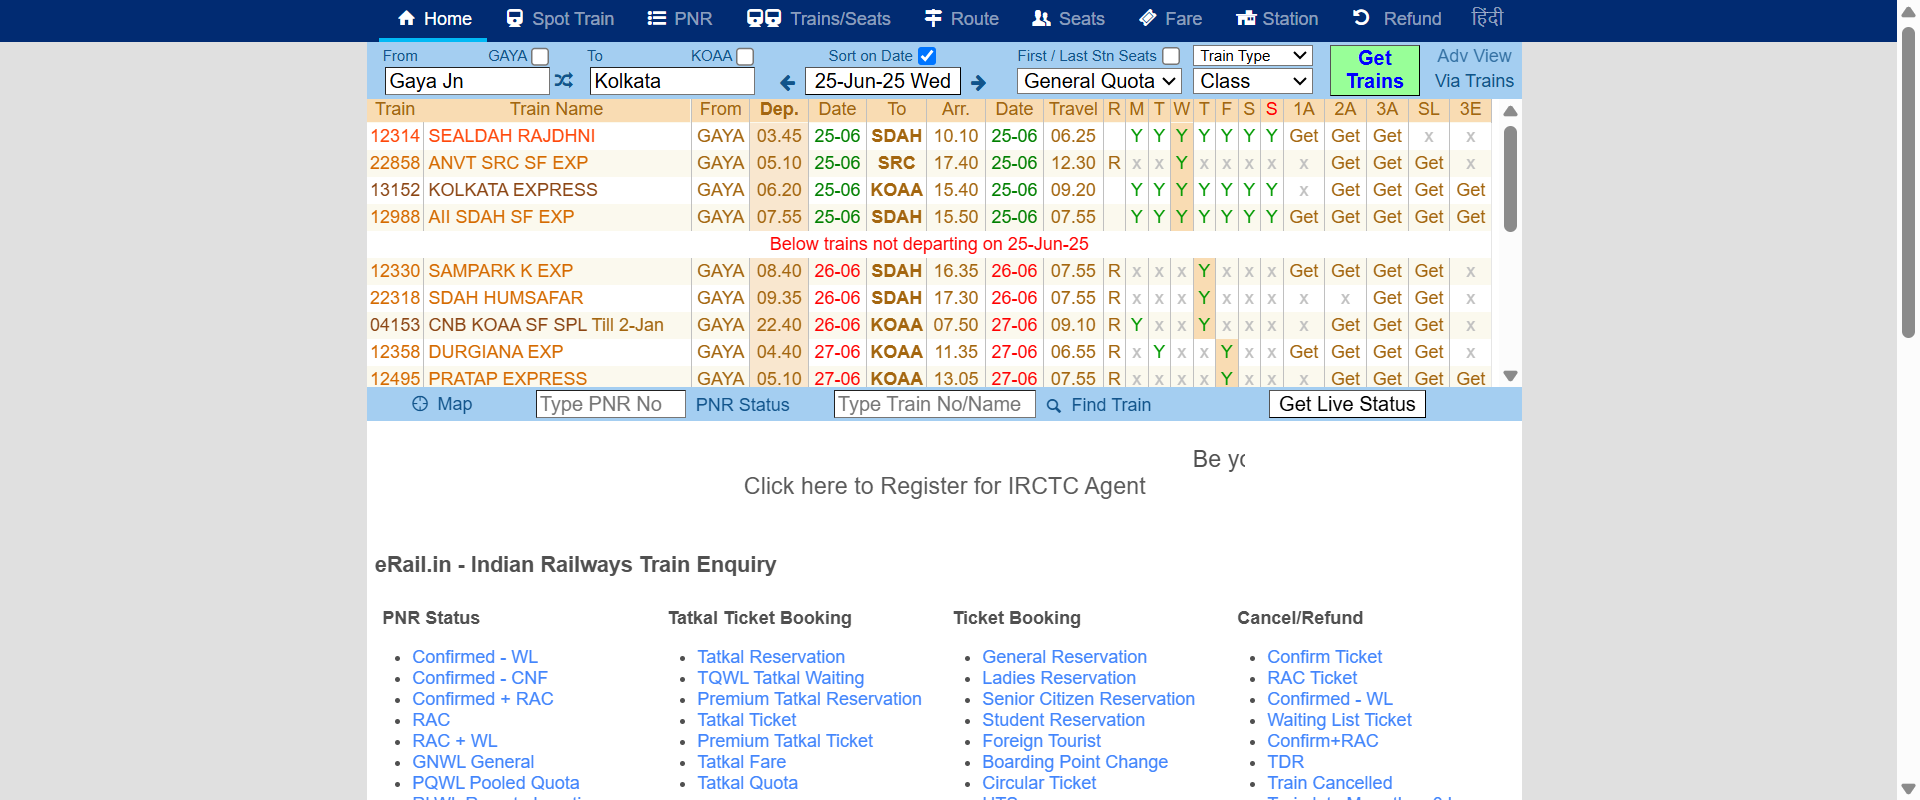 Home Spot Train PNR Trains/Seats Route Seats Fare Station Refund हिंदी
From GAYA To KOAA Sort on Date First / Last Stn Seats Train Type Get Trains Adv View
Gaya Jn Kolkata 25-Jun-25 Wed General Quota Class Via Trains
Train Train Name From Dep. Date To Arr. Date Travel R M T W T F S S 1A 2A 3A SL 3E
12314 SEALDAH RAJDHNI GAYA 03.45 25-06 SDAH 10.10 25-06 06.25 Y Y Y Y Y Y Y Get Get Get x x
22858 ANVT SRC SF EXP GAYA 05.10 25-06 SRC 17.40 25-06 12.30 R x x Y x x x x x Get Get Get x
13152 KOLKATA EXPRESS GAYA 06.20 25-06 KOAA 15.40 25-06 09.20 Y Y Y Y Y Y Y x Get Get Get Get
12988 AII SDAH SF EXP GAYA 07.55 25-06 SDAH 15.50 25-06 07.55 Y Y Y Y Y Y Y Get Get Get Get Get
Below trains not departing on 25-Jun-25
12330 SAMPARK K EXP GAYA 08.40 26-06 SDAH 16.35 26-06 07.55 R x x x Y x x x Get Get Get Get x
22318 SDAH HUMSAFAR GAYA 09.35 26-06 SDAH 17.30 26-06 07.55 R x x x Y x x x x x Get Get x
04153 CNB KOAA SF SPL Till 2-Jan GAYA 22.40 26-06 KOAA 07.50 27-06 09.10 R Y x x Y x x x x Get Get Get x
12358 DURGIANA EXP GAYA 04.40 27-06 KOAA 11.35 27-06 06.55 R x Y x x Y x x Get Get Get Get x
12495 PRATAP EXPRESS GAYA 05.10 27-06 KOAA 13.05 27-06 07.55 R x x x x Y x x x Get Get Get Get
Map Type PNR No PNR Status Type Train No/Name Find Train Get Live Status
Be
Click here to Register for IRCTC Agent
eRail.in - Indian Railways Train Enquiry
PNR Status
Confirmed - WL
Confirmed - CNF
Confirmed + RAC
RAC
RAC + WL
GNWL General
PQWL Pooled Quota
Tatkal Ticket Booking
Tatkal Reservation
TQWL Tatkal Waiting
Premium Tatkal Reservation
Tatkal Ticket
Premium Tatkal Ticket
Tatkal Fare
Tatkal Quota
Ticket Booking
General Reservation
Ladies Reservation
Senior Citizen Reservation
Student Reservation
Foreign Tourist
Boarding Point Change
Circular Ticket
Cancel/Refund
Confirm Ticket
RAC Ticket
Confirmed - WL
Waiting List Ticket
Confirm+RAC
TDR
Train Cancelled